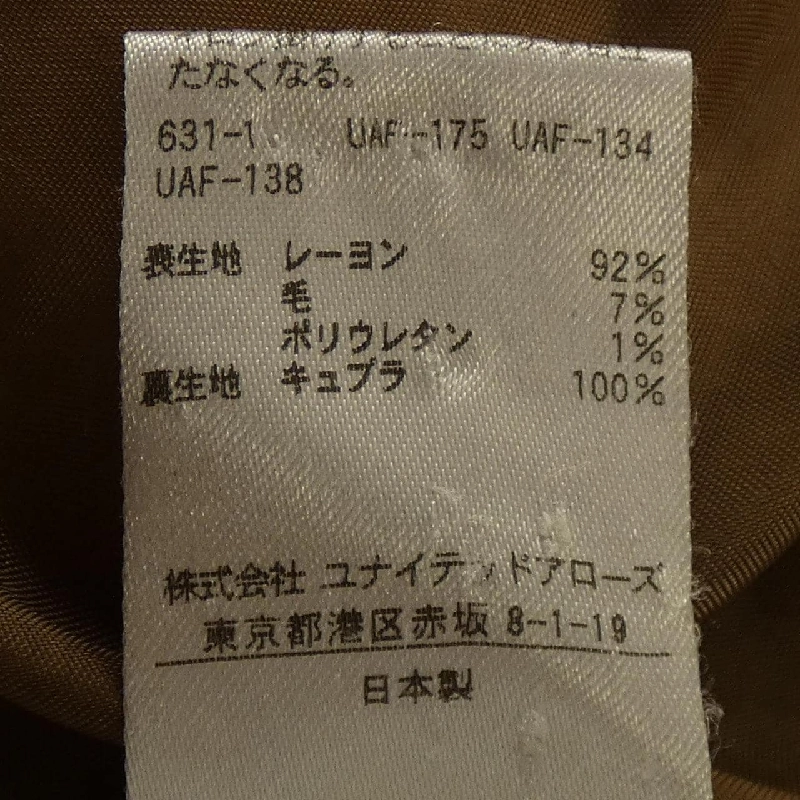 たなくなる。
631-1 UAF-175 UAF-134
UAF-138
表生地 レーヨン 92%
毛 7%
ポリウレタン 1%
裏生地 キュプラ 100%
株式会社 ユナイテッドアローズ
東京都港区赤坂 8-1-19
日本製